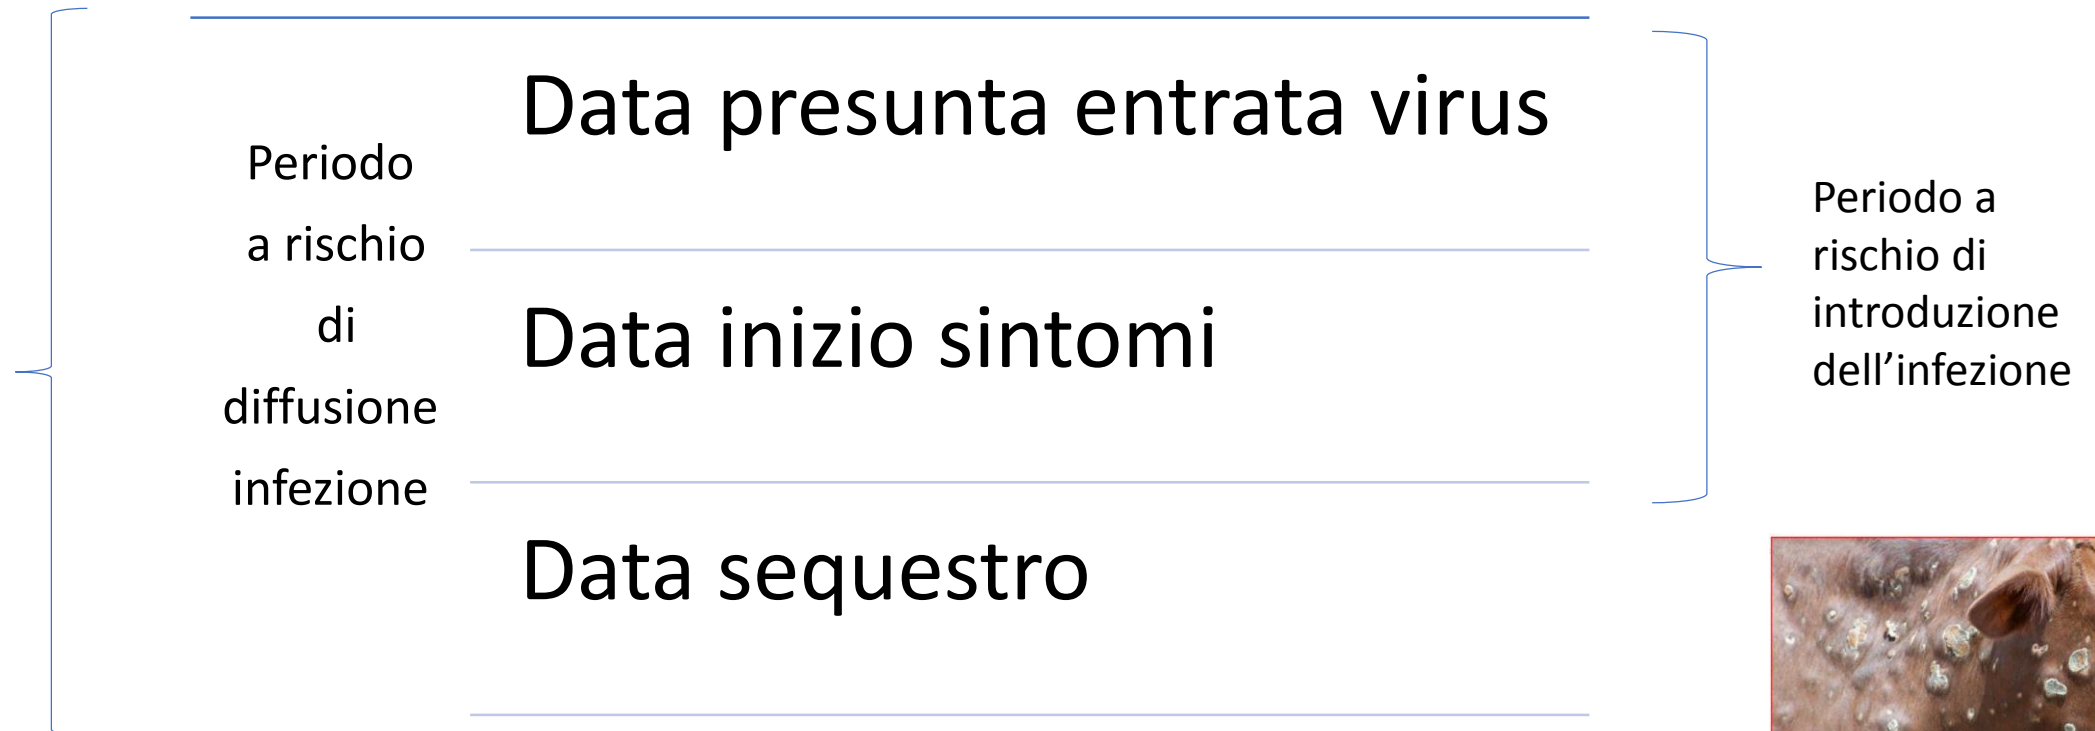 Periodo
a rischio
di
diffusione
infezione
Data presunta entrata virus
Data inizio sintomi
Data sequestro
Periodo a
rischio di
introduzione
dell’infezione